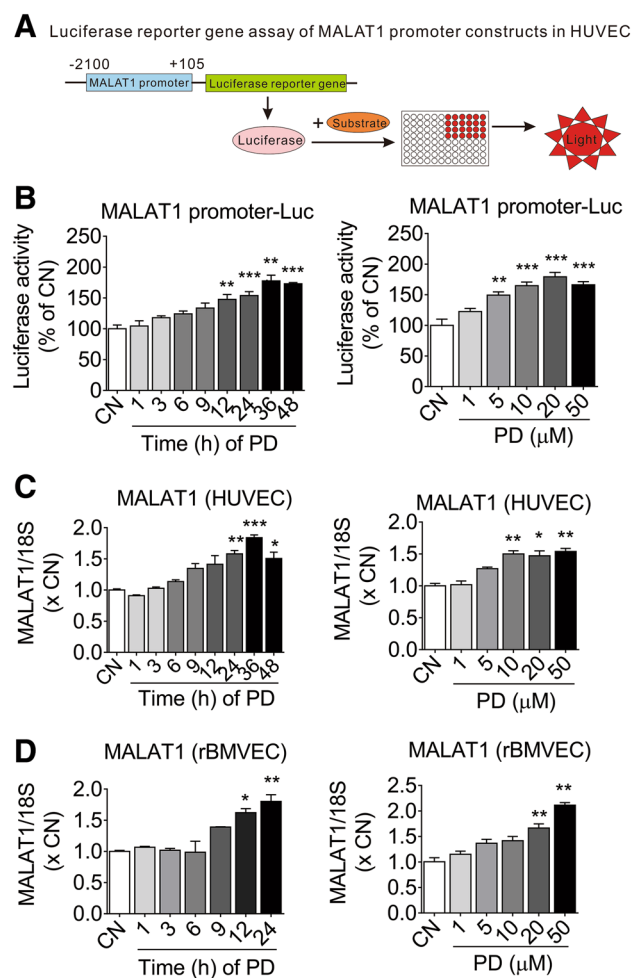 A Luciferase reporter gene assay of MALAT1 promoter constructs in HUVEC
-2100 +105
MALAT1 promoter Luciferase reporter gene
Luciferase + Substrate Light
B
MALAT1 promoter-Luc
Luciferase activity
(% of CN)
250
200
150
100
50
0
** *** ** ***
CN 1 3 6 9 12 24 36 48
Time (h) of PD
MALAT1 promoter-Luc
Luciferase activity
(% of CN)
250
200
150
100
50
0
** *** *** ***
CN 1 5 10 20 50
PD (μM)
C
MALAT1 (HUVEC)
MALAT1/18S
(x CN)
2.0
1.5
1.0
0.5
0.0
** *** *
CN 1 3 6 9 12 24 36 48
Time (h) of PD
MALAT1 (HUVEC)
MALAT1/18S
(x CN)
2.0
1.5
1.0
0.5
0.0
** * **
CN 1 5 10 20 50
PD (μM)
D
MALAT1 (rBMVEC)
MALAT1/18S
(x CN)
2.0
1.5
1.0
0.5
0.0
* **
CN 1 3 6 9 12 24
Time (h) of PD
MALAT1 (rBMVEC)
MALAT1/18S
(x CN)
2.5
2.0
1.5
1.0
0.5
0.0
** **
CN 1 5 10 20 50
PD (μM)